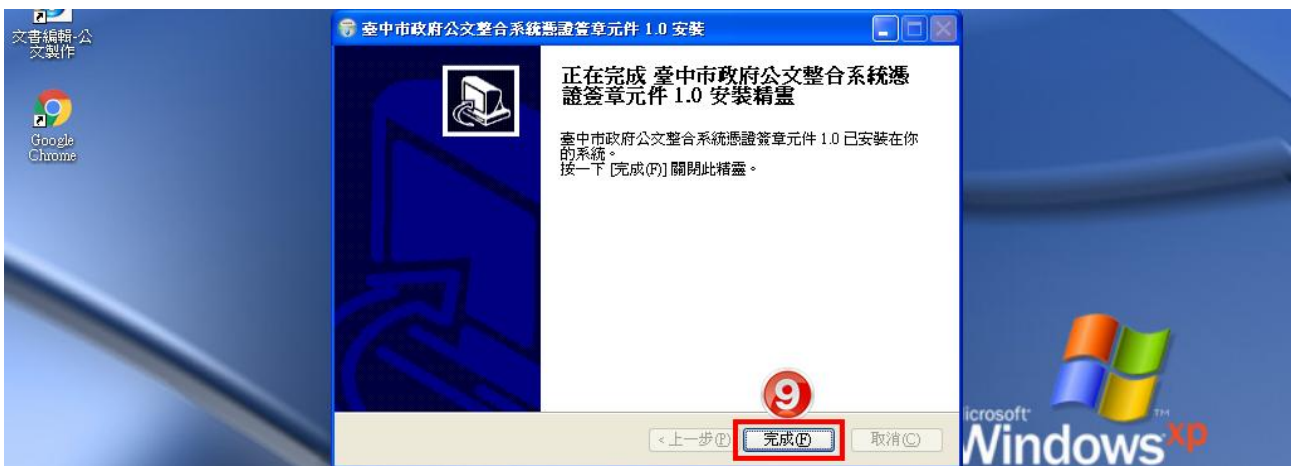 文書編輯-公
文製作
Google
Chrome
臺中市政府公文整合系統憑證簽章元件 1.0 安裝
正在完成 臺中市政府公文整合系統憑
證簽章元件 1.0 安裝精靈
臺中市政府公文整合系統憑證簽章元件 1.0 已安裝在你
的系統。
按一下 [完成(F)] 關閉此精靈。
9
<上一步(P)
完成(F)
取消(C)
icrosoft
Windows xp
TM